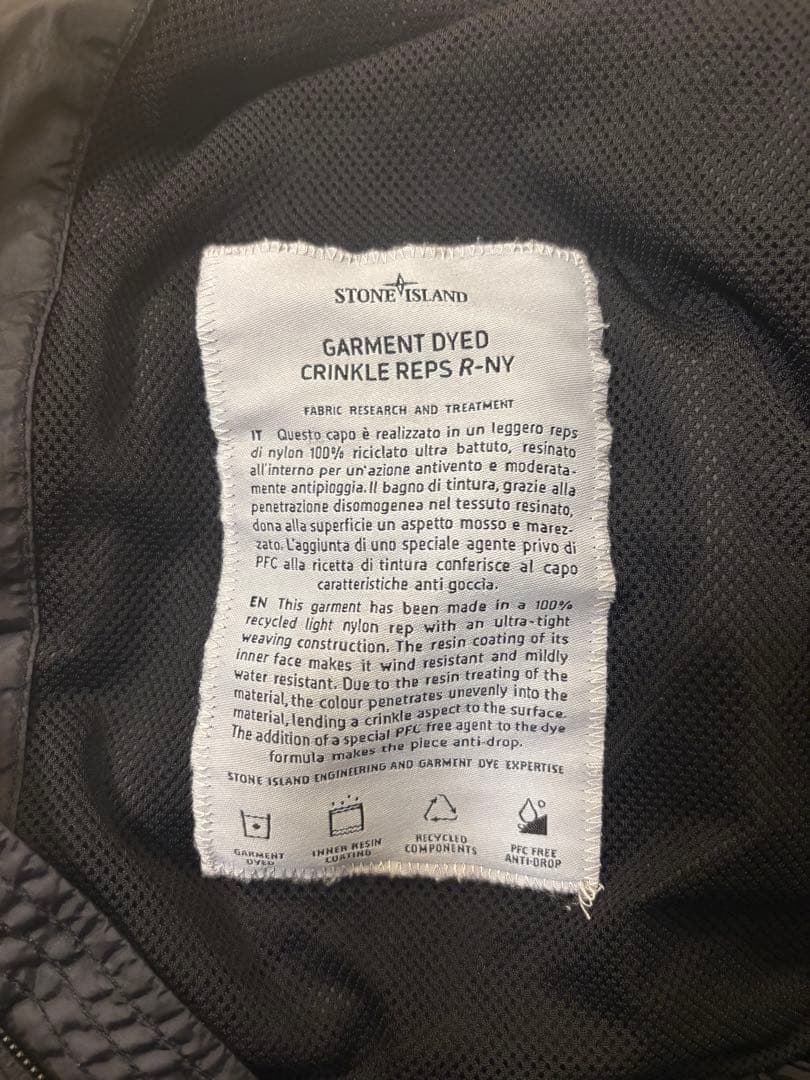 STONE ISLAND
GARMENT DYED
CRINKLE REPS R-NY
FABRIC RESEARCH AND TREATMENT
IT Questo capo è realizzato in un leggero reps
di nylon 100% riciclato ultra battuto, resinato
all'interno per un'azione antivento e moderata-
mente antipioggia. Il bagno di tintura, grazie alla
penetrazione disomogenea nel tessuto resinato,
dona alla superficie un aspetto mosso e marez-
zato. L'aggiunta di uno speciale agente privo di
PFC alla ricetta di tintura conferisce al capo
caratteristiche anti goccia.
EN This garment has been made in a 100%
recycled light nylon rep with an ultra-tight
weaving construction. The resin coating of its
inner face makes it wind resistant and mildly
water resistant. Due to the resin treating of the
material, the colour penetrates unevenly into the
material, lending a crinkle aspect to the surface.
The addition of a special PFC free agent to the dye
formula makes the piece anti-drop.
STONE ISLAND ENGINEERING AND GARMENT DYE EXPERTISE
GARMENT
DYED
INNER RESIN
COATING
RECYCLED
COMPONENTS
PFC FREE
ANTI-DROP